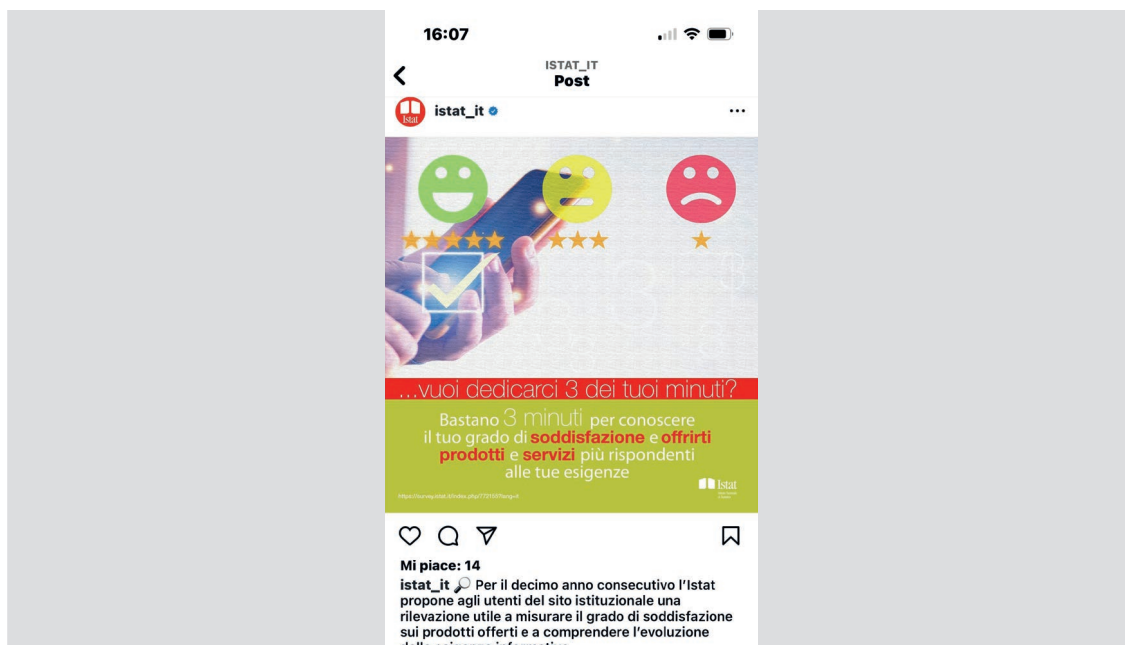 16:07
ISTAT_IT
Post
Istat
istat_it
...vuoi dedicarci 3 dei tuoi minuti?
Bastano 3 minuti per conoscere
il tuo grado di soddisfazione e offrirti
prodotti e servizi più rispondenti
alle tue esigenze
Istat
Mi piace: 14
istat_it 🔎 Per il decimo anno consecutivo l'Istat
propone agli utenti del sito istituzionale una
rilevazione utile a misurare il grado di soddisfazione
sui prodotti offerti e a comprendere l'evoluzione